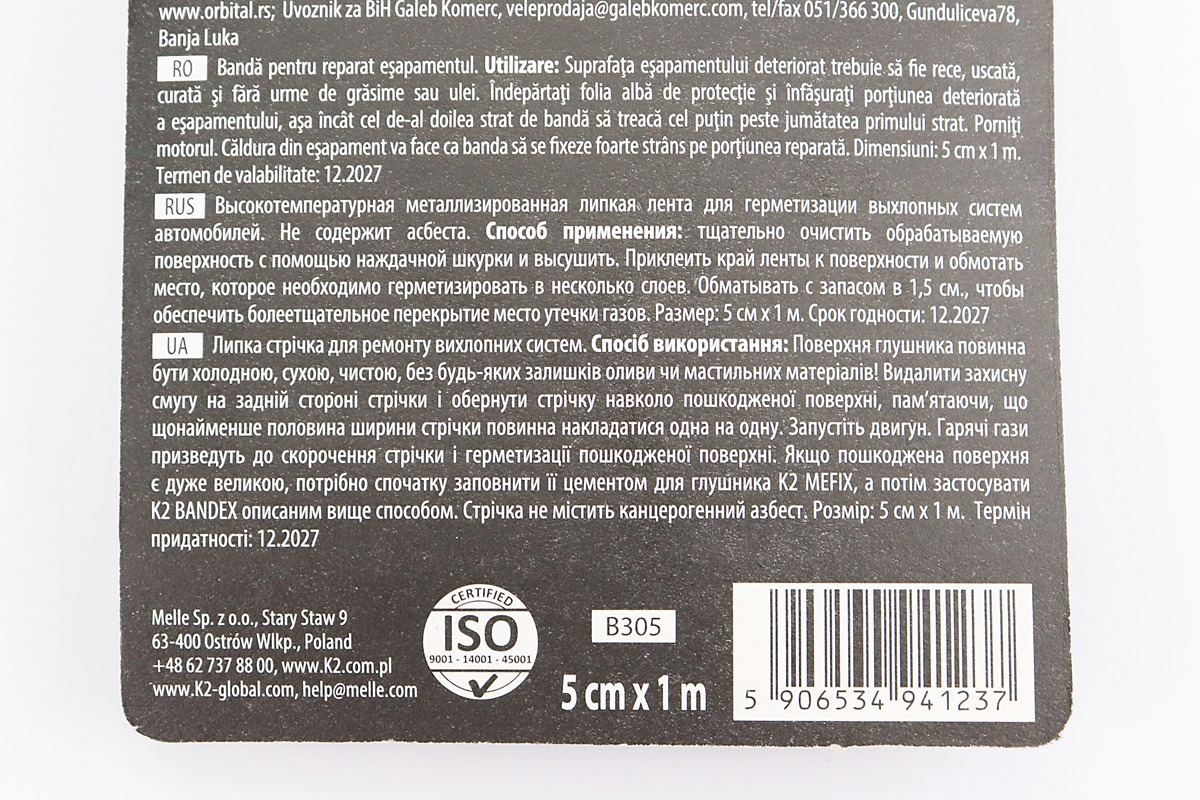 www.orbital.rs; Uvoznik za BiH Galeb Komerc, veleprodaja@galebkomerc.com, tel/fax 051/366 300, Gunduliceva78,
Banja Luka
RO Bandă pentru reparat eşapamentul. Utilizare: Suprafaţa eşapamentului deteriorat trebuie să fie rece, uscată,
curată şi fără urme de grăsime sau ulei. Îndepărtaţi folia albă de protecţie şi înfăşuraţi porţiunea deteriorată
a eşapamentului, aşa încât cel de-al doilea strat de bandă să treacă cel puţin peste jumătatea primului strat. Porniţi
motorul. Căldura din eşapament va face ca banda să se fixeze foarte strâns pe porţiunea reparată. Dimensiuni: 5 cm x 1 m.
Termen de valabilitate: 12.2027
RUS Высокотемпературная металлизированная липкая лента для герметизации выхлопных систем
автомобилей. Не содержит асбеста. Способ применения: тщательно очистить обрабатываемую
поверхность с помощью наждачной шкурки и высушить. Приклеить край ленты к поверхности и обмотать
место, которое необходимо герметизировать в несколько слоев. Обматывать с запасом в 1,5 см., чтобы
обеспечить болеетщательное перекрытие место утечки газов. Размер: 5 см x 1 м. Срок годности: 12.2027
UA Липка стрічка для ремонту вихлопних систем. Спосіб використання: Поверхня глушника повинна
бути холодною, сухою, чистою, без будь-яких залишків оливи чи мастильних матеріалів! Видалити захисну
смугу на задній стороні стрічки і обернути стрічку навколо пошкодженої поверхні, пам’ятаючи, що
щонайменше половина ширини стрічки повинна накладатися одна на одну. Запустіть двигун. Гарячі гази
призведуть до скорочення стрічки і герметизації пошкодженої поверхні. Якщо пошкоджена поверхня
є дуже великою, потрібно спочатку заповнити її цементом для глушника K2 MEFIX, а потім застосувати
K2 BANDEX описаним вище способом. Стрічка не містить канцерогенний азбест. Розмір: 5 см x 1 м. Термін
придатності: 12.2027
Melle Sp. z o.o., Stary Staw 9
63-400 Ostrów Wlkp., Poland
+48 62 737 88 00, www.K2.com.pl
www.K2-global.com, help@melle.com
CERTIFIED
ISO
9001 - 14001 - 45001
B305
5 cm x 1 m
5 906534 941237